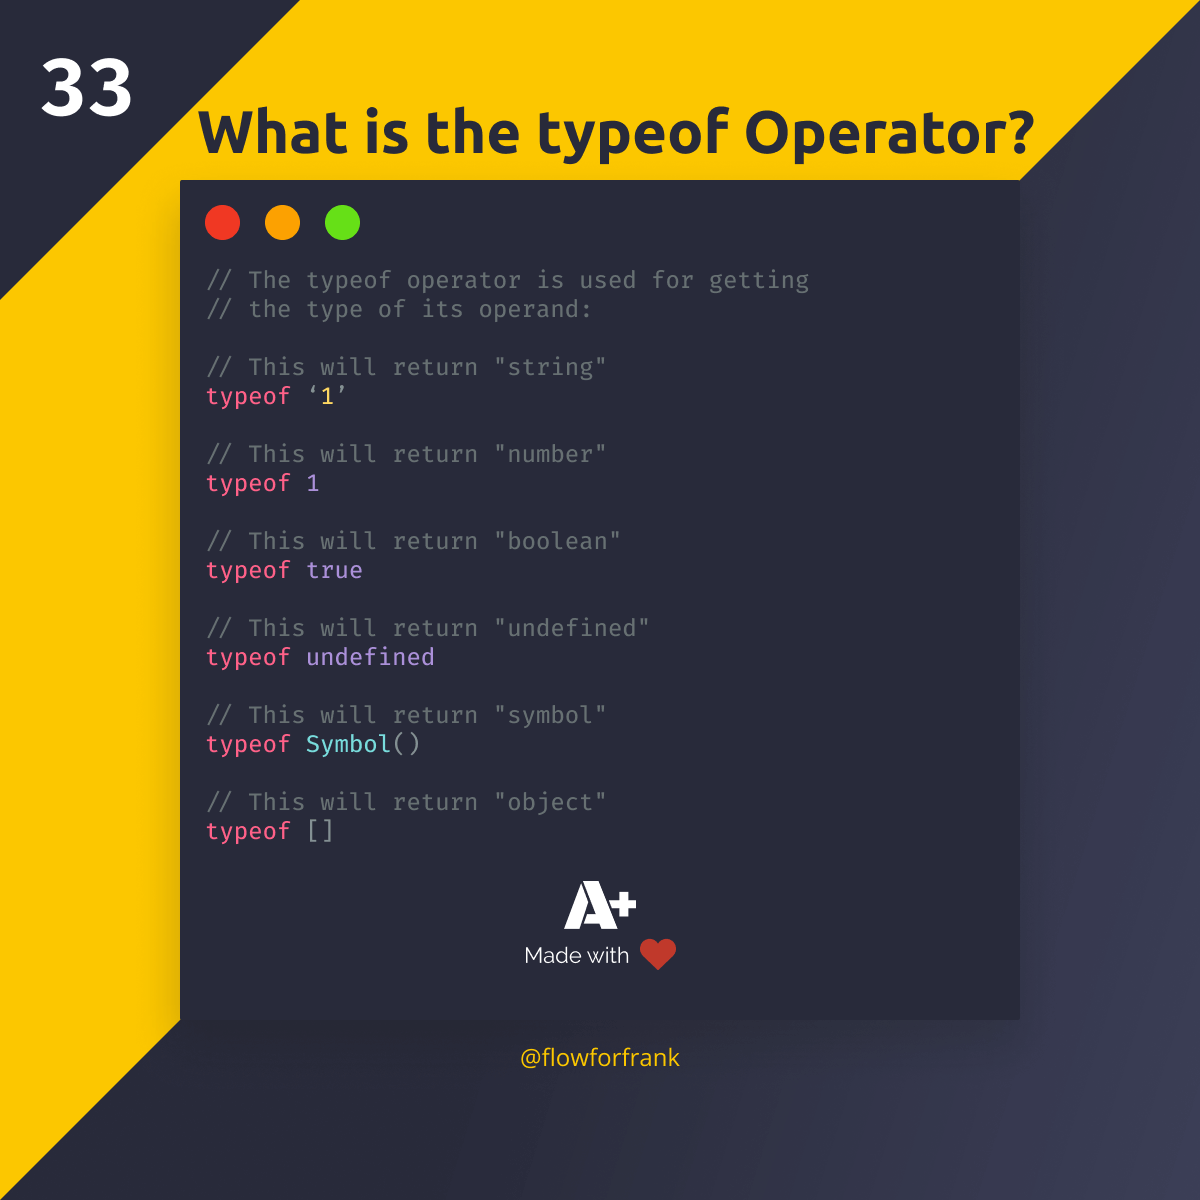 33
What is the typeof Operator?
// The typeof operator is used for getting
// the type of its operand:
// This will return "string"
typeof ‘1’
// This will return "number"
typeof 1
// This will return "boolean"
typeof true
// This will return "undefined"
typeof undefined
// This will return "symbol"
typeof Symbol()
// This will return "object"
typeof []
A+
Made with
@flowforfrank